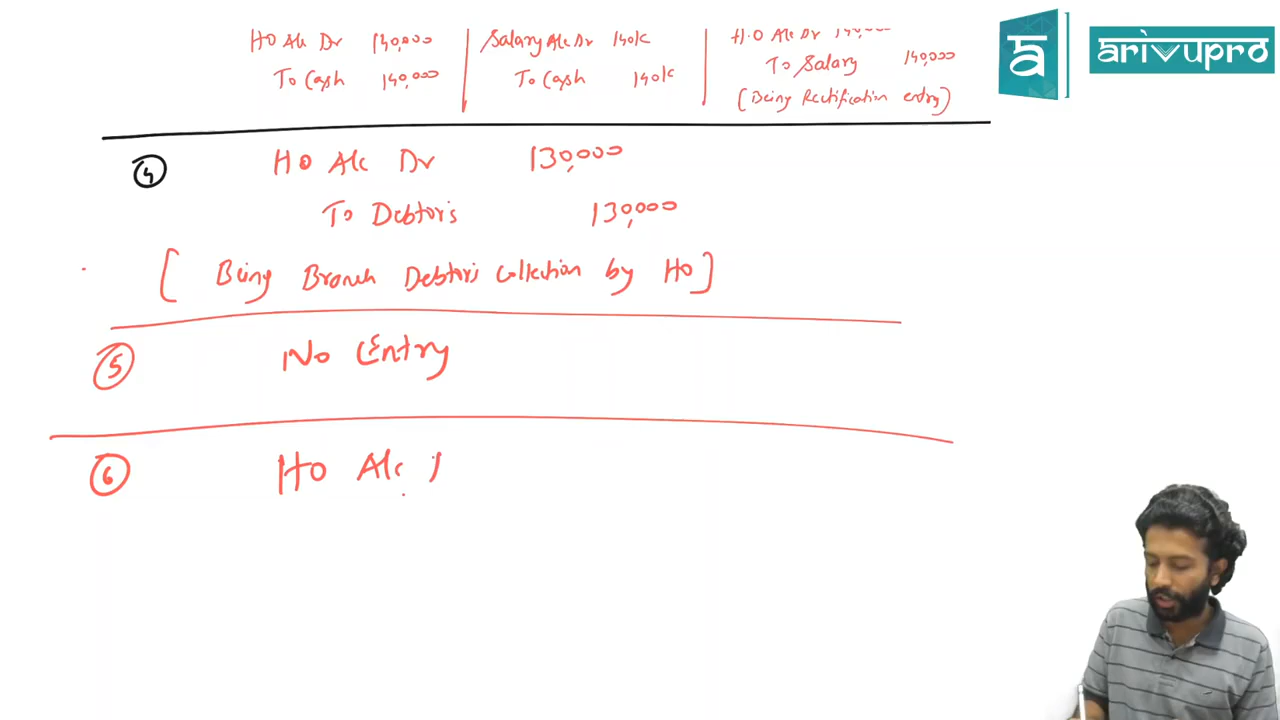 HO A/c Dr 140,000
To Cash 140,000
Salary A/c Dr 140k
To Cash 140k
H.O A/c Dr 140,000
To Salary 140,000
(Being Rectification entry)
arivupro
④ HO A/c Dr 130,000
To Debtors 130,000
[ Being Branch Debtors Collection by HO ]
⑤ No Entry
⑥ HO A/c